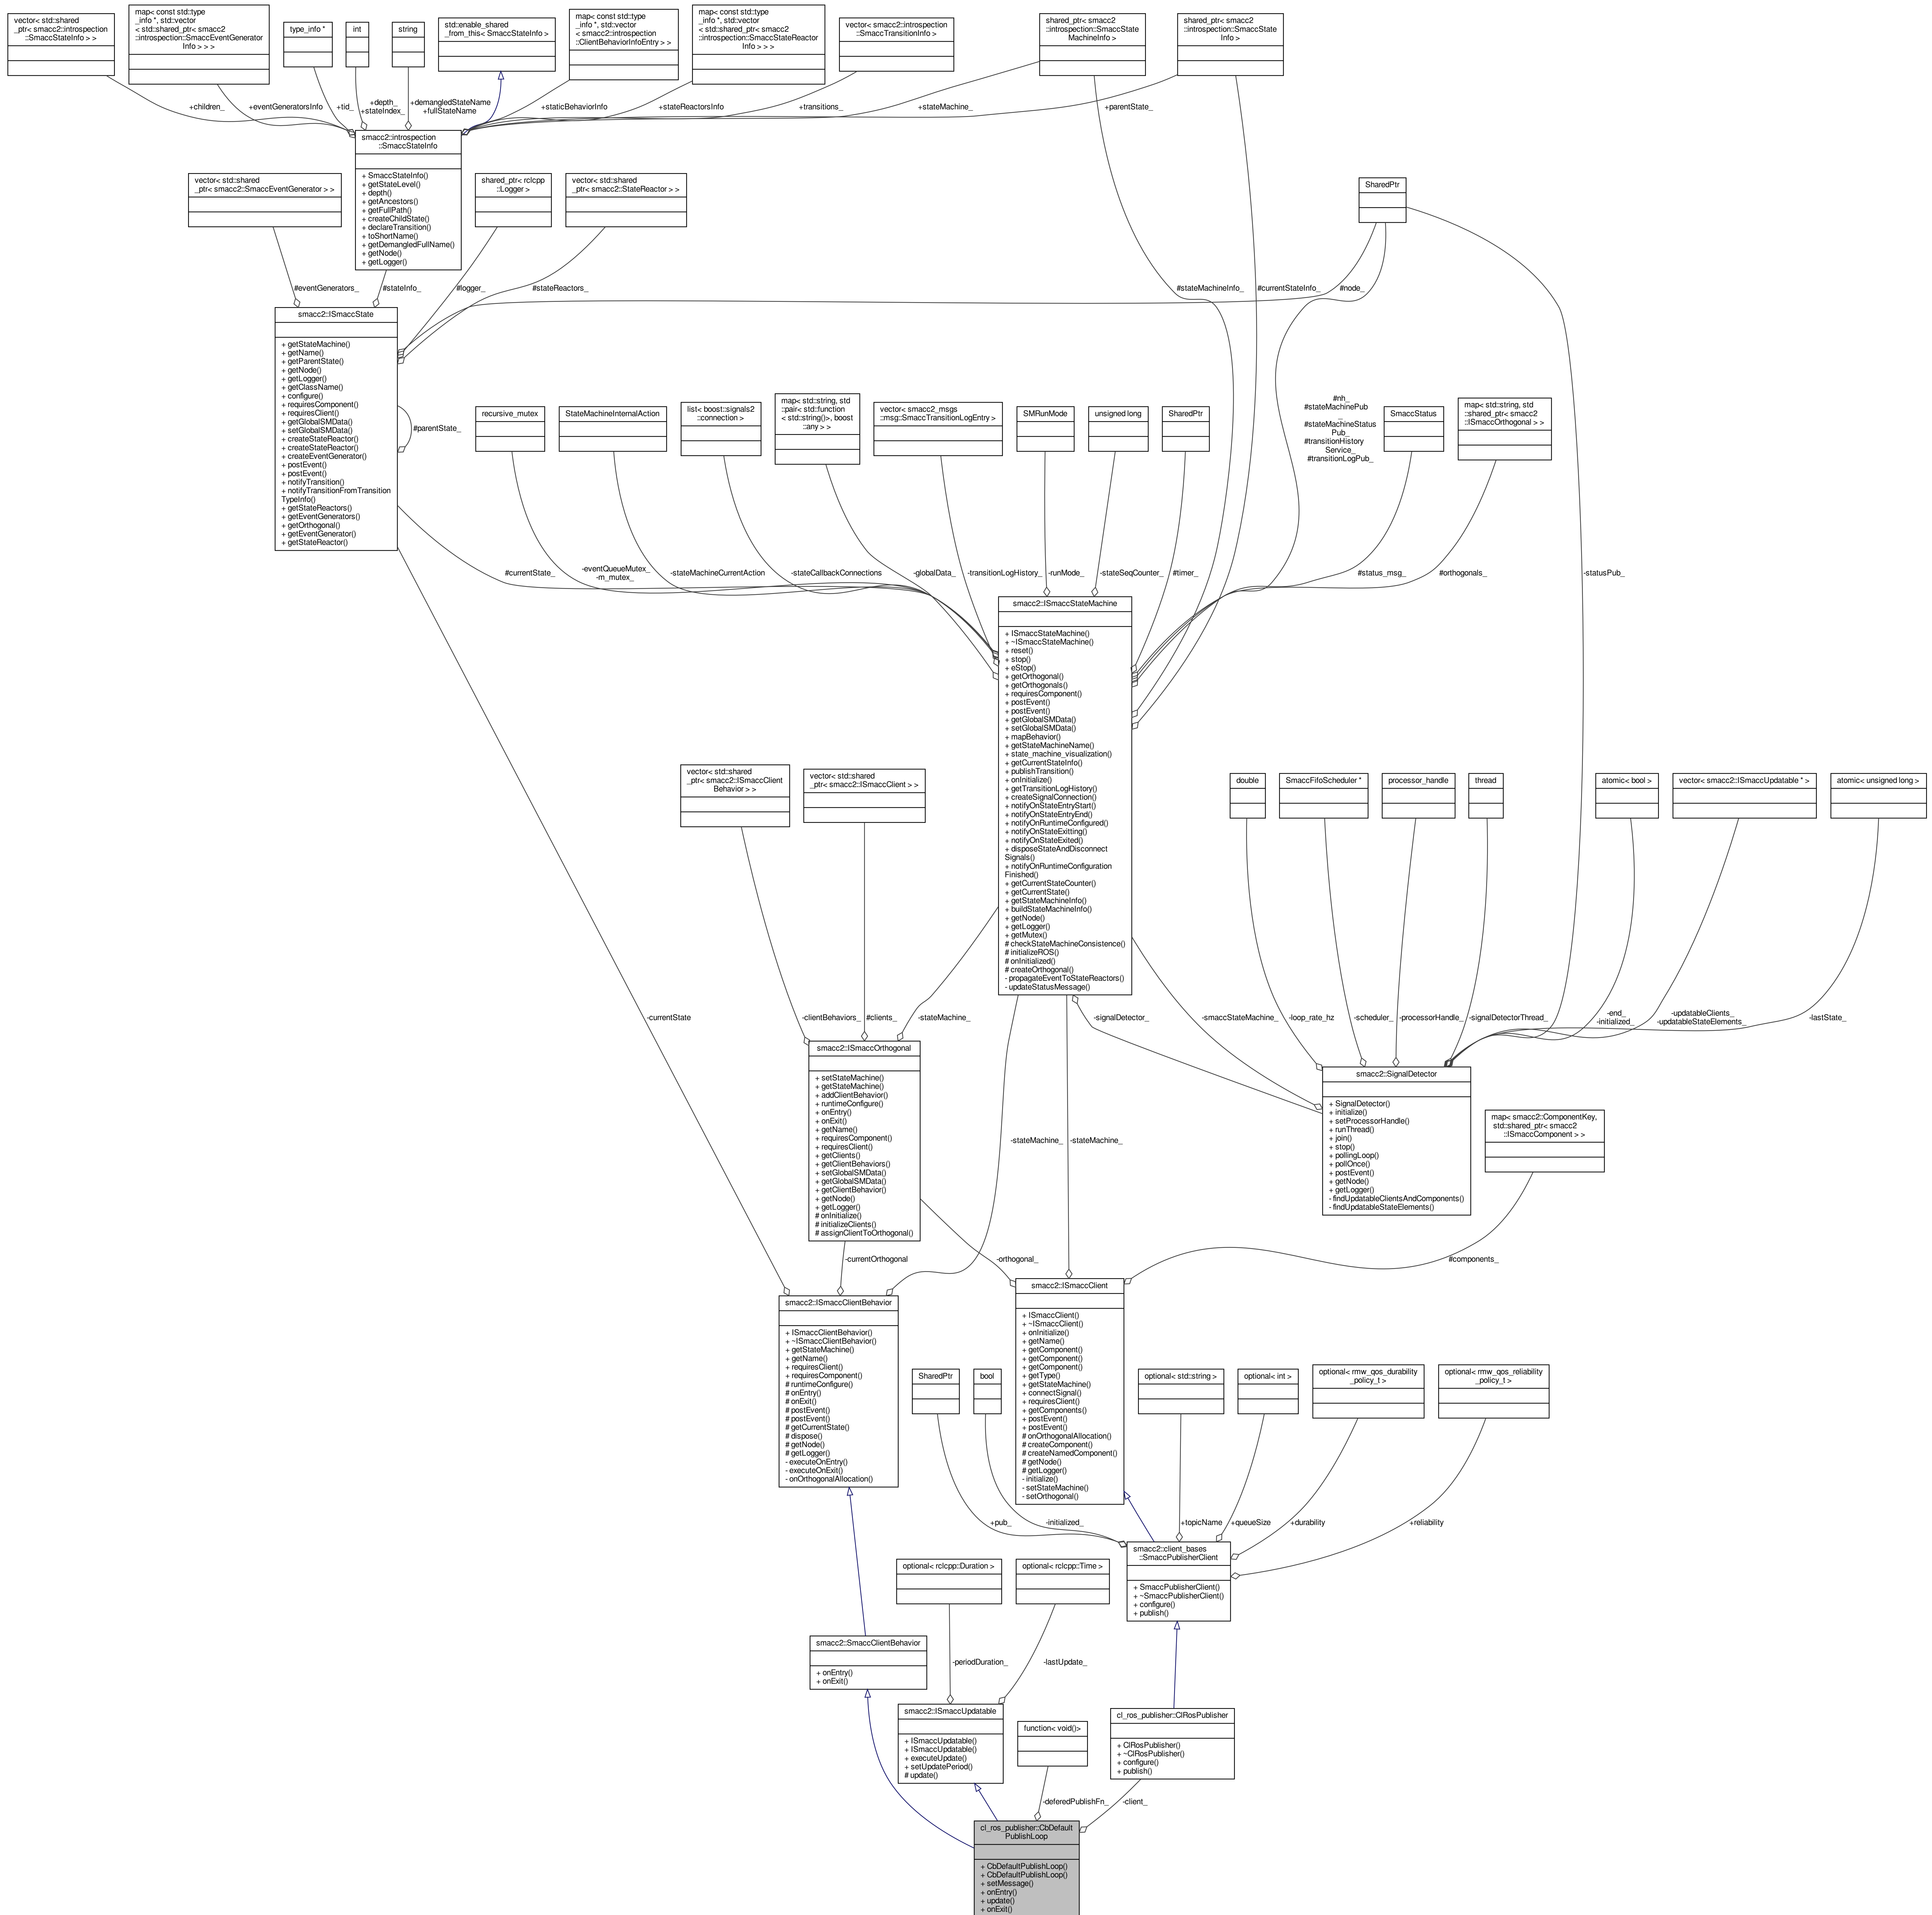 vector< std::shared
_ptr< smacc2::introspection
::SmaccStateInfo > >
map< const std::type
_info *, std::vector
< std::shared_ptr< smacc2
::introspection::SmaccEventGenerator
Info > > >
type_info *
int
string
std::enable_shared
_from_this< SmaccStateInfo >
map< const std::type
_info *, std::vector
< smacc2::introspection
::ClientBehaviorInfoEntry > >
map< const std::type
_info *, std::vector
< std::shared_ptr< smacc2
::introspection::SmaccStateReactor
Info > > >
vector< smacc2::introspection
::SmaccTransitionInfo >
shared_ptr< smacc2
::introspection::SmaccState
MachineInfo >
shared_ptr< smacc2
::introspection::SmaccState
Info >
+children_
+eventGeneratorsInfo
+tid_
+depth_
+stateIndex_
+demangledStateName
+fullStateName
+staticBehaviorInfo
+stateReactorsInfo
+transitions_
+stateMachine_
+parentState_
smacc2::introspection
::SmaccStateInfo
+ SmaccStateInfo()
+ getStateLevel()
+ depth()
+ getAncestors()
+ getFullPath()
+ createChildState()
+ declareTransition()
+ toShortName()
+ getDemangledFullName()
+ getNode()
+ getLogger()
vector< std::shared
_ptr< smacc2::SmaccEventGenerator > >
shared_ptr< rclcpp
::Logger >
vector< std::shared
_ptr< smacc2::StateReactor > >
SharedPtr
#eventGenerators_
#stateInfo_
#logger_
#stateReactors_
#stateMachineInfo_
#currentStateInfo_
#node_
smacc2::ISmaccState
+ getStateMachine()
+ getName()
+ getParentState()
+ getNode()
+ getLogger()
+ getClassName()
+ configure()
+ requiresComponent()
+ requiresClient()
+ getGlobalSMData()
+ setGlobalSMData()
+ createStateReactor()
+ createStateReactor()
+ createEventGenerator()
+ postEvent()
+ postEvent()
+ notifyTransition()
+ notifyTransitionFromTransition
TypeInfo()
+ getStateReactors()
+ getEventGenerators()
+ getOrthogonal()
+ getEventGenerator()
+ getStateReactor()
#parentState_
recursive_mutex
StateMachineInternalAction
list< boost::signals2
::connection >
map< std::string, std
::pair< std::function
< std::string()>, boost
::any > >
vector< smacc2_msgs
::msg::SmaccTransitionLogEntry >
SMRunMode
unsigned long
SharedPtr
#nh_
#stateMachinePub
_
#stateMachineStatus
Pub_
#transitionHistory
Service_
#transitionLogPub_
SmaccStatus
map< std::string, std
::shared_ptr< smacc2
::ISmaccOrthogonal > >
#currentState_
-eventQueueMutex_
-m_mutex_
-stateMachineCurrentAction
-stateCallbackConnections
-globalData_
-transitionLogHistory_
-runMode_
-stateSeqCounter_
#timer_
#status_msg_
#orthogonals_
-statusPub_
smacc2::ISmaccStateMachine
+ ISmaccStateMachine()
+ ~ISmaccStateMachine()
+ reset()
+ stop()
+ eStop()
+ getOrthogonal()
+ getOrthogonals()
+ requiresComponent()
+ postEvent()
+ postEvent()
+ getGlobalSMData()
+ setGlobalSMData()
+ mapBehavior()
+ getStateMachineName()
+ state_machine_visualization()
+ getCurrentStateInfo()
+ publishTransition()
+ onInitialize()
+ getTransitionLogHistory()
+ createSignalConnection()
+ notifyOnStateEntryStart()
+ notifyOnStateEntryEnd()
+ notifyOnRuntimeConfigured()
+ notifyOnStateExitting()
+ notifyOnStateExited()
+ disposeStateAndDisconnect
Signals()
+ notifyOnRuntimeConfiguration
Finished()
+ getCurrentStateCounter()
+ getCurrentState()
+ getStateMachineInfo()
+ buildStateMachineInfo()
+ getNode()
+ getLogger()
+ getMutex()
# checkStateMachineConsistence()
# initializeROS()
# onInitialized()
# createOrthogonal()
- propagateEventToStateReactors()
- updateStatusMessage()
vector< std::shared
_ptr< smacc2::ISmaccClient
Behavior > >
vector< std::shared
_ptr< smacc2::ISmaccClient > >
double
SmaccFifoScheduler *
processor_handle
thread
atomic< bool >
vector< smacc2::ISmaccUpdatable * >
atomic< unsigned long >
-currentState
-clientBehaviors_
#clients_
-stateMachine_
-signalDetector_
-smaccStateMachine_
-loop_rate_hz
-scheduler_
-processorHandle_
-signalDetectorThread_
-end_
-initialized_
-updatableClients_
-updatableStateElements_
-lastState_
smacc2::ISmaccOrthogonal
+ setStateMachine()
+ getStateMachine()
+ addClientBehavior()
+ runtimeConfigure()
+ onEntry()
+ onExit()
+ getName()
+ requiresComponent()
+ requiresClient()
+ getClients()
+ getClientBehaviors()
+ setGlobalSMData()
+ getGlobalSMData()
+ getClientBehavior()
+ getNode()
+ getLogger()
# onInitialize()
# initializeClients()
# assignClientToOrthogonal()
smacc2::SignalDetector
+ SignalDetector()
+ initialize()
+ setProcessorHandle()
+ runThread()
+ join()
+ stop()
+ pollingLoop()
+ pollOnce()
+ postEvent()
+ getNode()
+ getLogger()
- findUpdatableClientsAndComponents()
- findUpdatableStateElements()
map< smacc2::ComponentKey,
std::shared_ptr< smacc2
::ISmaccComponent > >
-stateMachine_
-stateMachine_
-currentOrthogonal
-orthogonal_
#components_
smacc2::ISmaccClientBehavior
+ ISmaccClientBehavior()
+ ~ISmaccClientBehavior()
+ getStateMachine()
+ getName()
+ requiresClient()
+ requiresComponent()
# runtimeConfigure()
# onEntry()
# onExit()
# postEvent()
# postEvent()
# getCurrentState()
# dispose()
# getNode()
# getLogger()
- executeOnEntry()
- executeOnExit()
- onOrthogonalAllocation()
smacc2::ISmaccClient
+ ISmaccClient()
+ ~ISmaccClient()
+ onInitialize()
+ getName()
+ getComponent()
+ getComponent()
+ getComponent()
+ getType()
+ getStateMachine()
+ connectSignal()
+ requiresClient()
+ getComponents()
+ postEvent()
+ postEvent()
# onOrthogonalAllocation()
# createComponent()
# createNamedComponent()
# getNode()
# getLogger()
- initialize()
- setStateMachine()
- setOrthogonal()
SharedPtr
bool
optional< std::string >
optional< int >
optional< rmw_qos_durability
_policy_t >
optional< rmw_qos_reliability
_policy_t >
+pub_
-initialized_
+topicName
+queueSize
+durability
+reliability
smacc2::client_bases
::SmaccPublisherClient
+ SmaccPublisherClient()
+ ~SmaccPublisherClient()
+ configure()
+ publish()
optional< rclcpp::Duration >
optional< rclcpp::Time >
smacc2::SmaccClientBehavior
+ onEntry()
+ onExit()
-periodDuration_
-lastUpdate_
smacc2::ISmaccUpdatable
+ ISmaccUpdatable()
+ ISmaccUpdatable()
+ executeUpdate()
+ setUpdatePeriod()
# update()
function< void()>
cl_ros_publisher::ClRosPublisher
+ ClRosPublisher()
+ ~ClRosPublisher()
+ configure()
+ publish()
-deferedPublishFn_
-client_
cl_ros_publisher::CbDefault
PublishLoop
+ CbDefaultPublishLoop()
+ CbDefaultPublishLoop()
+ setMessage()
+ onEntry()
+ update()
+ onExit()